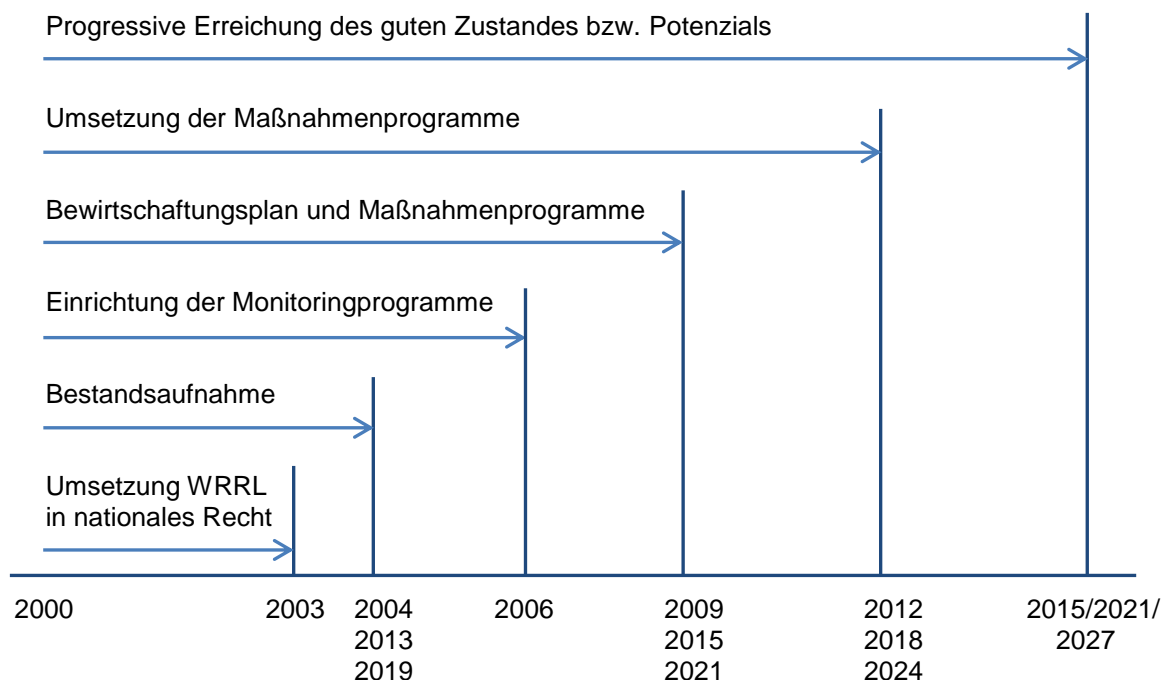 Progressive Erreichung des guten Zustandes bzw. Potenzials
Umsetzung der Maßnahmenprogramme
Bewirtschaftungsplan und Maßnahmenprogramme
Einrichtung der Monitoringprogramme
Bestandsaufnahme
Umsetzung WRRL
in nationales Recht
2000 2003 2004 2006 2009 2012 2015/2021/
2013 2015 2018 2027
2019 2021 2024